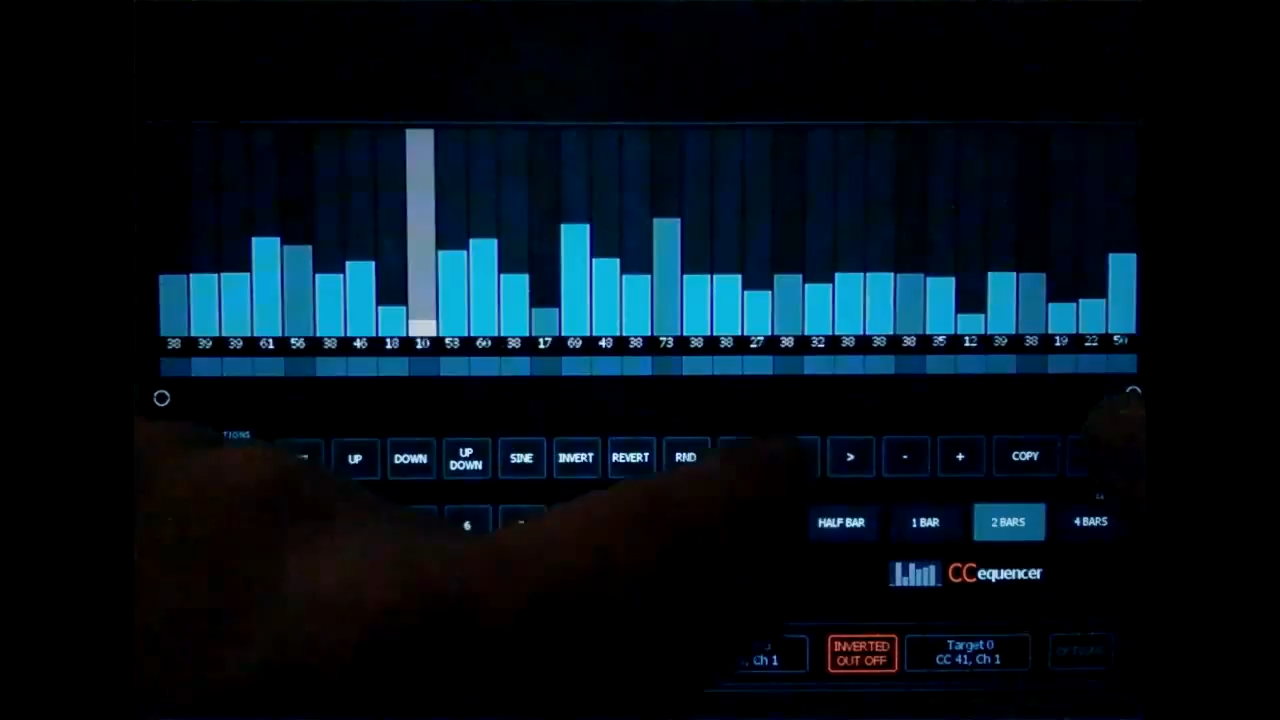 38 39 39 61 56 38 46 18 10 53 60 38 17 69 48 38 73 38 38 27 38 32 38 38 38 35 12 39 38 19 22 50
TIONS
UP DOWN UP DOWN SINE INVERT REVERT RND > - + COPY
6 HALF BAR 1 BAR 2 BARS 4 BARS
CCequencer
INVERTED Target 0
Ch 1 OUT OFF CC 41, Ch 1